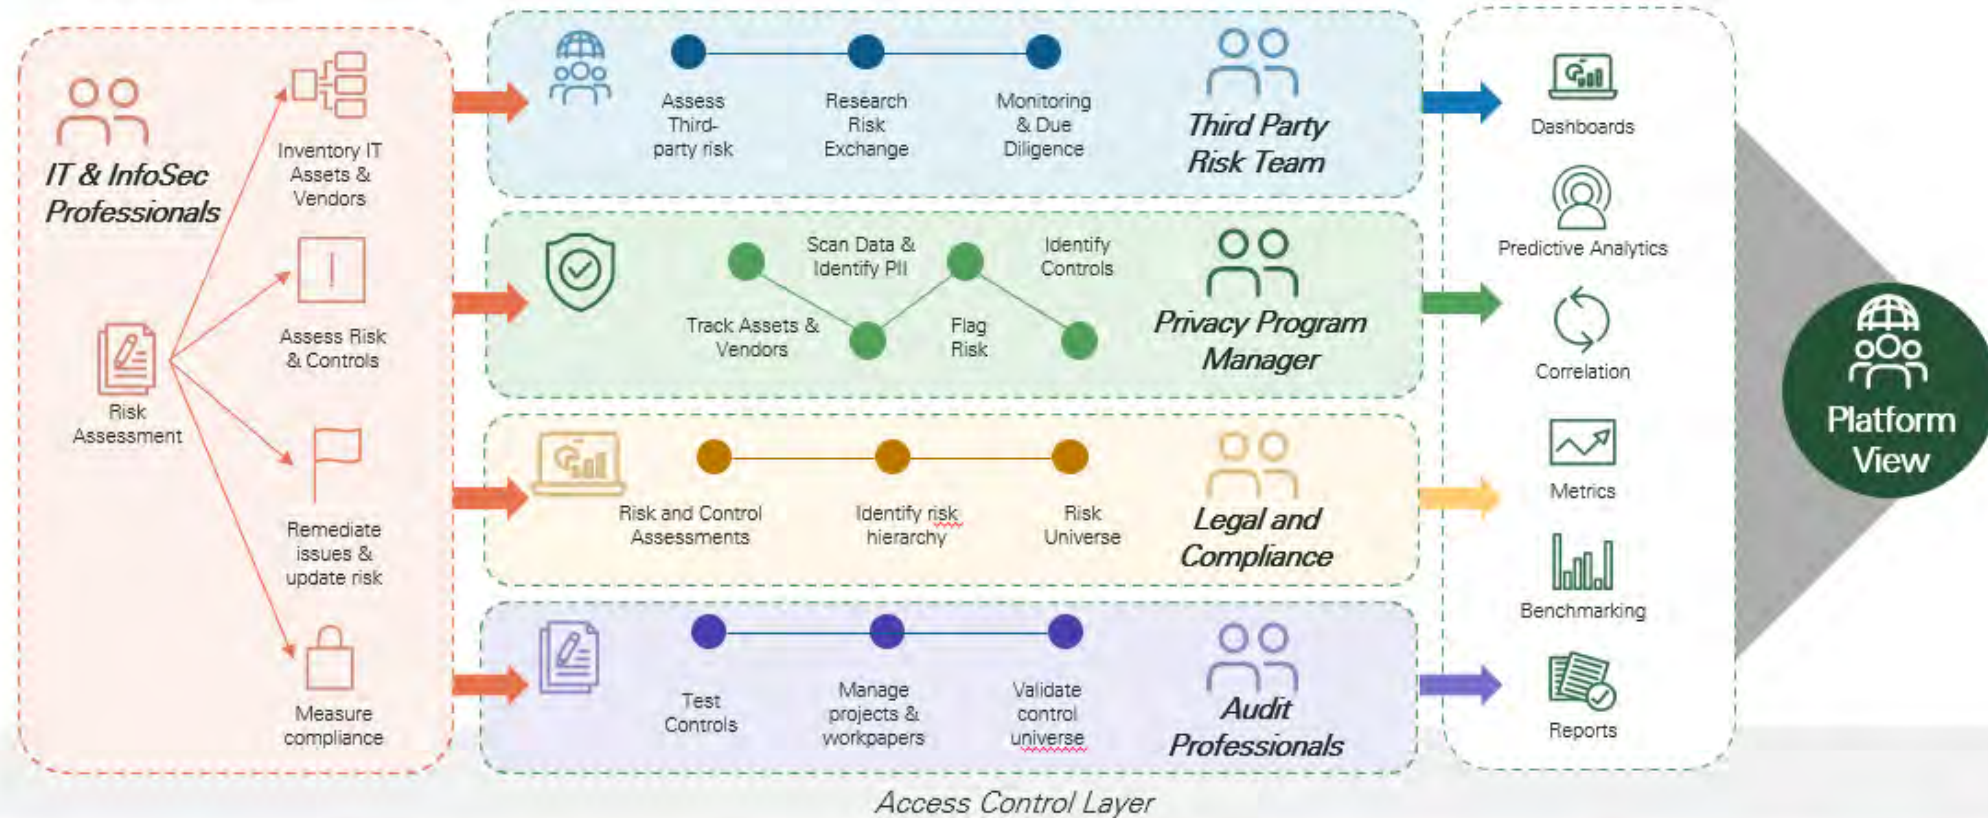 IT & InfoSec
Professionals
Risk
Assessment
Inventory IT
Assets &
Vendors
Assess Risk
& Controls
Remediate
issues &
update risk
Measure
compliance
Assess
Third-
party risk
Research
Risk
Exchange
Monitoring
& Due
Diligence
Third Party
Risk Team
Track Assets &
Vendors
Scan Data &
Identify PII
Flag
Risk
Identify
Controls
Privacy Program
Manager
Risk and Control
Assessments
Identify risk
hierarchy
Risk
Universe
Legal and
Compliance
Test
Controls
Manage
projects &
workpapers
Validate
control
universe
Audit
Professionals
Access Control Layer
Dashboards
Predictive Analytics
Correlation
Metrics
Benchmarking
Reports
Platform
View